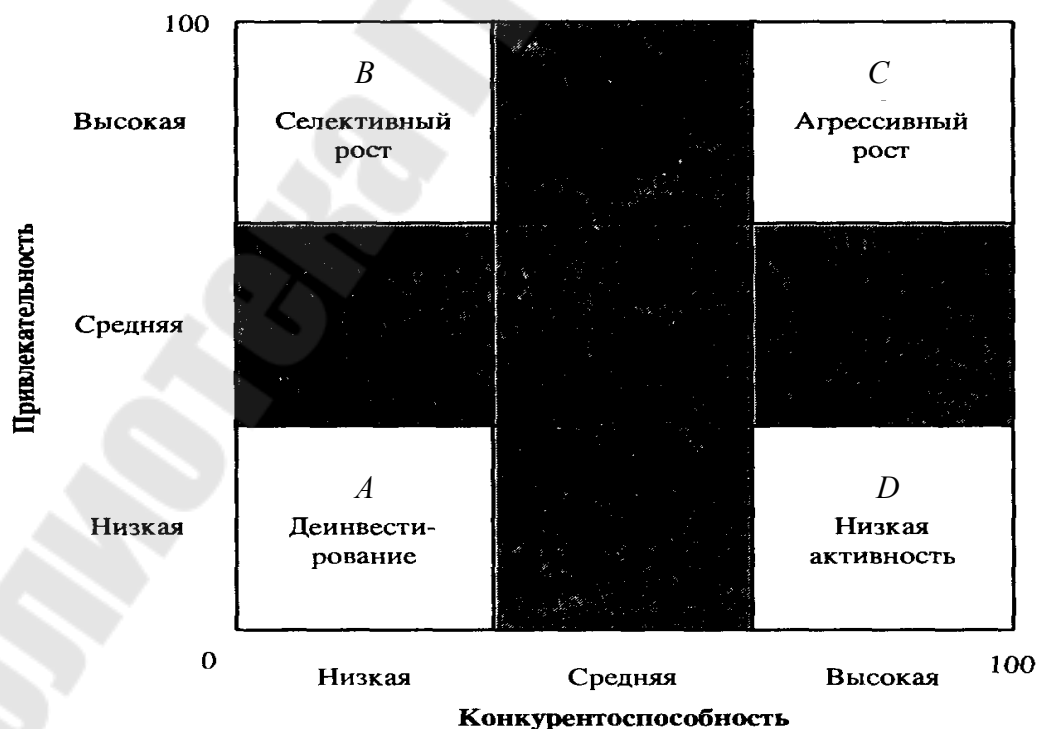 100
B
C
Высокая
Селективный
рост
Агрессивный
рост
Привлекательность
Средняя
A
D
Низкая
Деинвести-
рование
Низкая
активность
0
100
Низкая
Средняя
Высокая
Конкурентоспособность